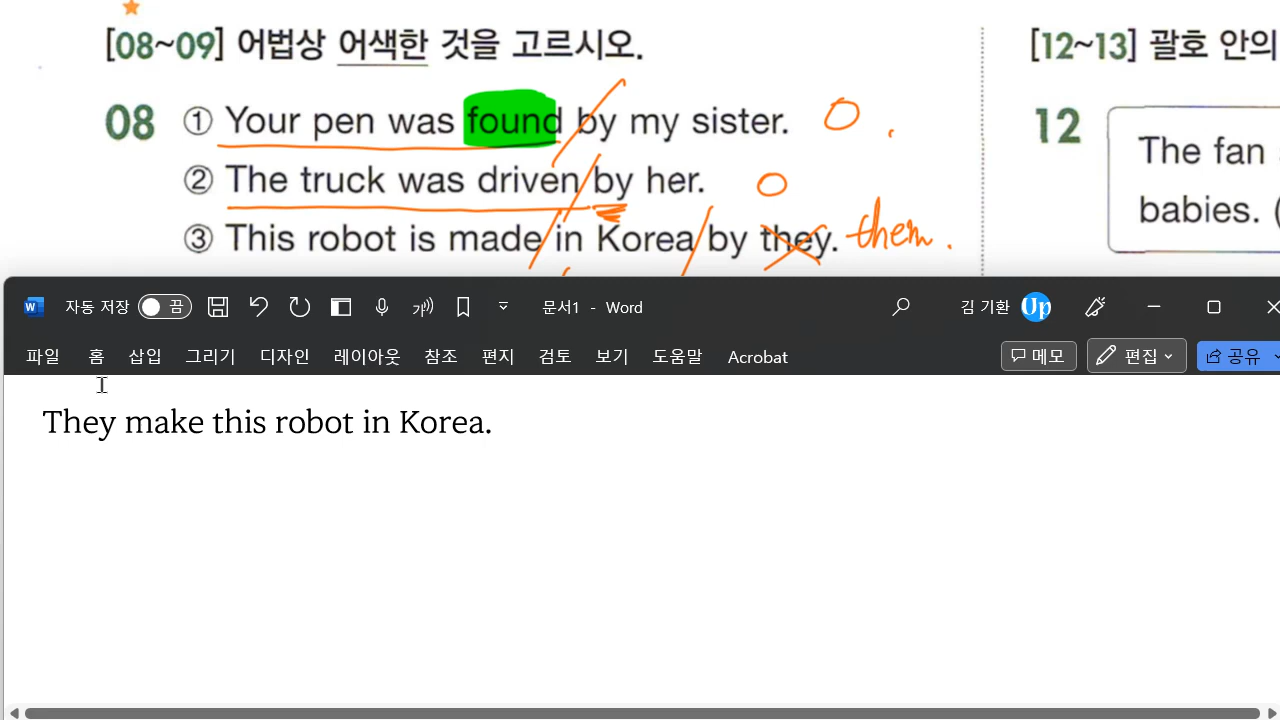 [08~09] 어법상 어색한 것을 고르시오.
08 ① Your pen was found by my sister. O .
② The truck was driven by her. O
③ This robot is made in Korea by they. them.
[12~13] 괄호 안의
12
The fan
babies. (
자동 저장 끔 가)) 문서1 - Word 김 기환 Up
파일 홈 삽입 그리기 디자인 레이아웃 참조 편지 검토 보기 도움말 Acrobat 메모 편집 공유
They make this robot in Korea.